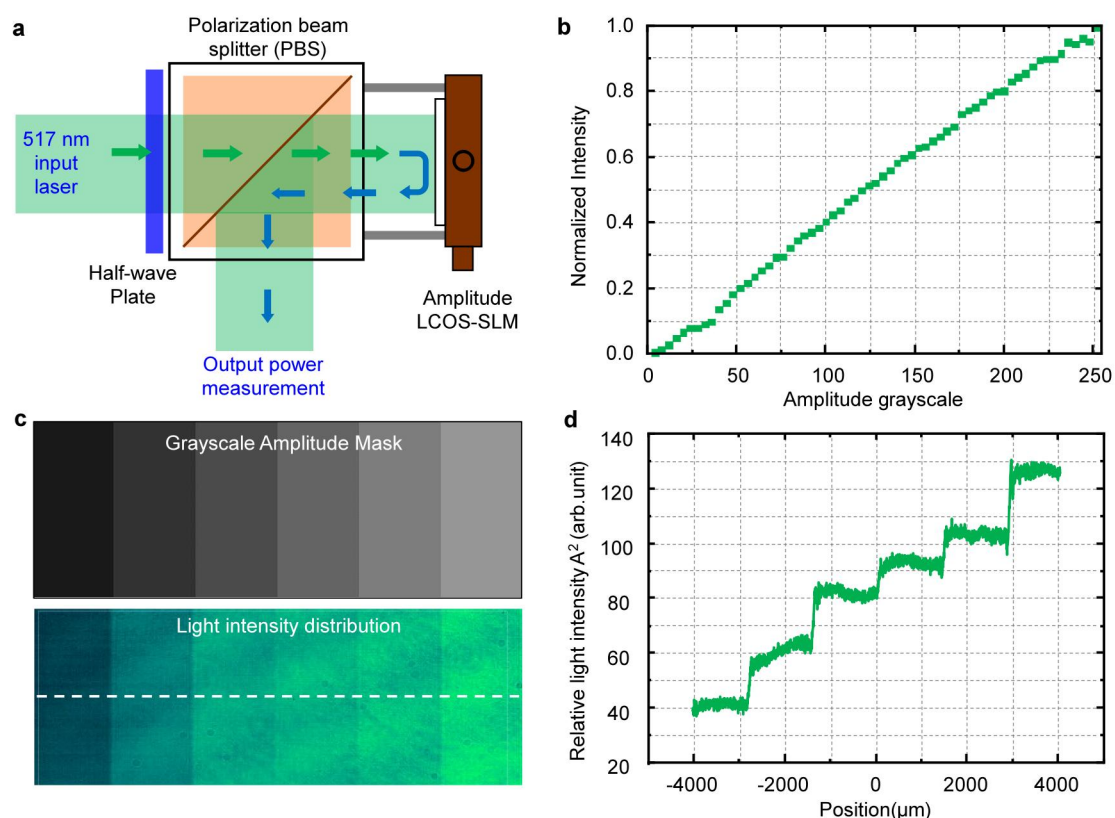 a
Polarization beam
splitter (PBS)
517 nm
input
laser
Half-wave
Plate
Amplitude
LCOS-SLM
Output power
measurement
b
1.0
0.8
0.6
0.4
0.2
0.0
Normalized Intensity
0 50 100 150 200 250
Amplitude grayscale
c
Grayscale Amplitude Mask
Light intensity distribution
d
140
120
100
80
60
40
20
Relative light intensity A² (arb.unit)
-4000 -2000 0 2000 4000
Position(μm)